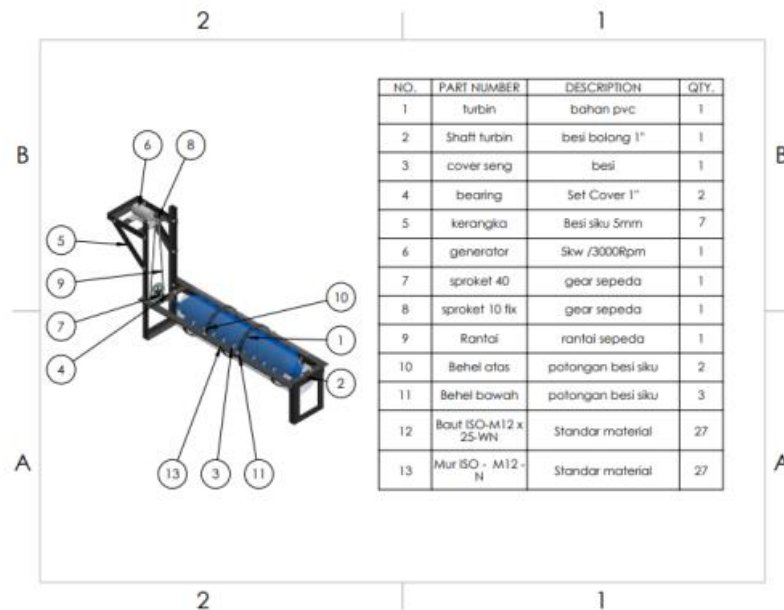 2 1
NO. PART NUMBER DESCRIPTION QTY.
1 turbin bahan pvc 1
2 Shaft turbin besi bolong 1"  1
B B
3 cover seng besi 1
4 bearing Set Cover 1" 2
5 kerangka Besi siku 5mm 7
6 generator 5kw /3000Rpm 1
7 sproket 40 gear sepeda 1
8 sproket 10 fix gear sepeda 1
9 Rantai rantai sepeda 1
10 Behel atas potongan besi siku 2
11 Behel bawah potongan besi siku 3
12 Baut ISO-M12 x
25-WN Standar material 27
13 Mur ISO - M12 -
N Standar material 27
6 8
5
9
10
7
1
4
2
A A
13 3 11
2 1